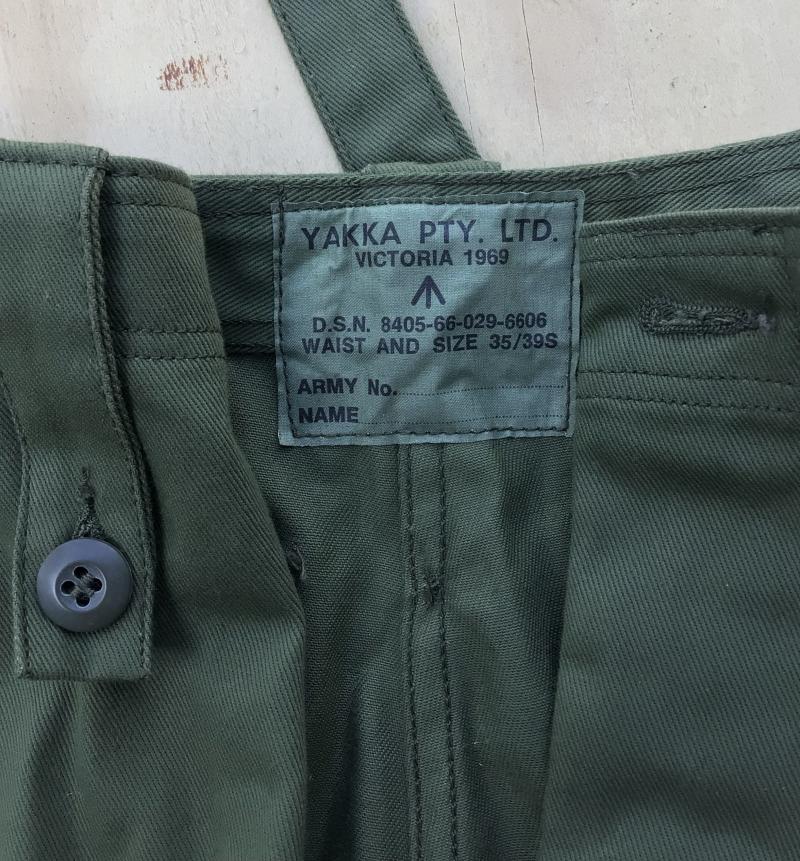 YAKKA PTY. LTD.
VICTORIA 1969
D.S.N. 8405-66-029-6606
WAIST AND SIZE 35/39S
ARMY No.
NAME